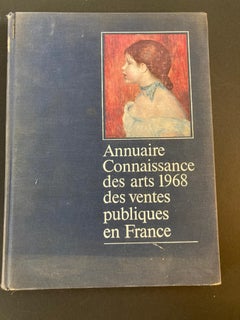 Annuaire
Connaissance
des arts 1968
des ventes
publiques
en France